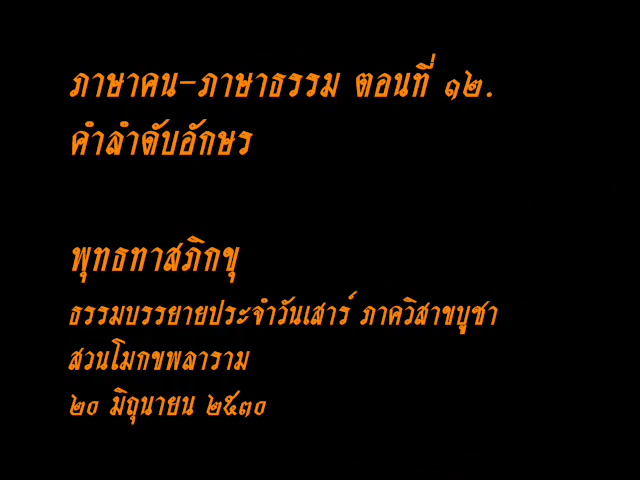 ภาษาคน-ภาษาธรรม ตอนที่ ๑๒.
คำลำดับอักษร
พุทธทาสภิกขุ
ธรรมบรรยายประจำวันเสาร์ ภาควิสาขบูชา
สวนโมกขพลาราม
๒๐ มิถุนายน ๒๕๓๐